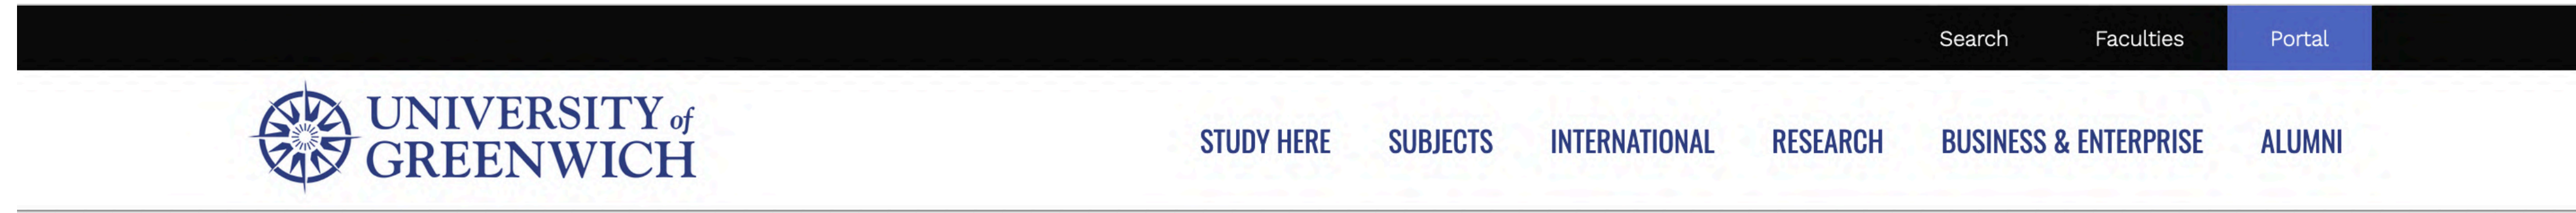 Search Faculties Portal
UNIVERSITY of
GREENWICH
STUDY HERE SUBJECTS INTERNATIONAL RESEARCH BUSINESS & ENTERPRISE ALUMNI